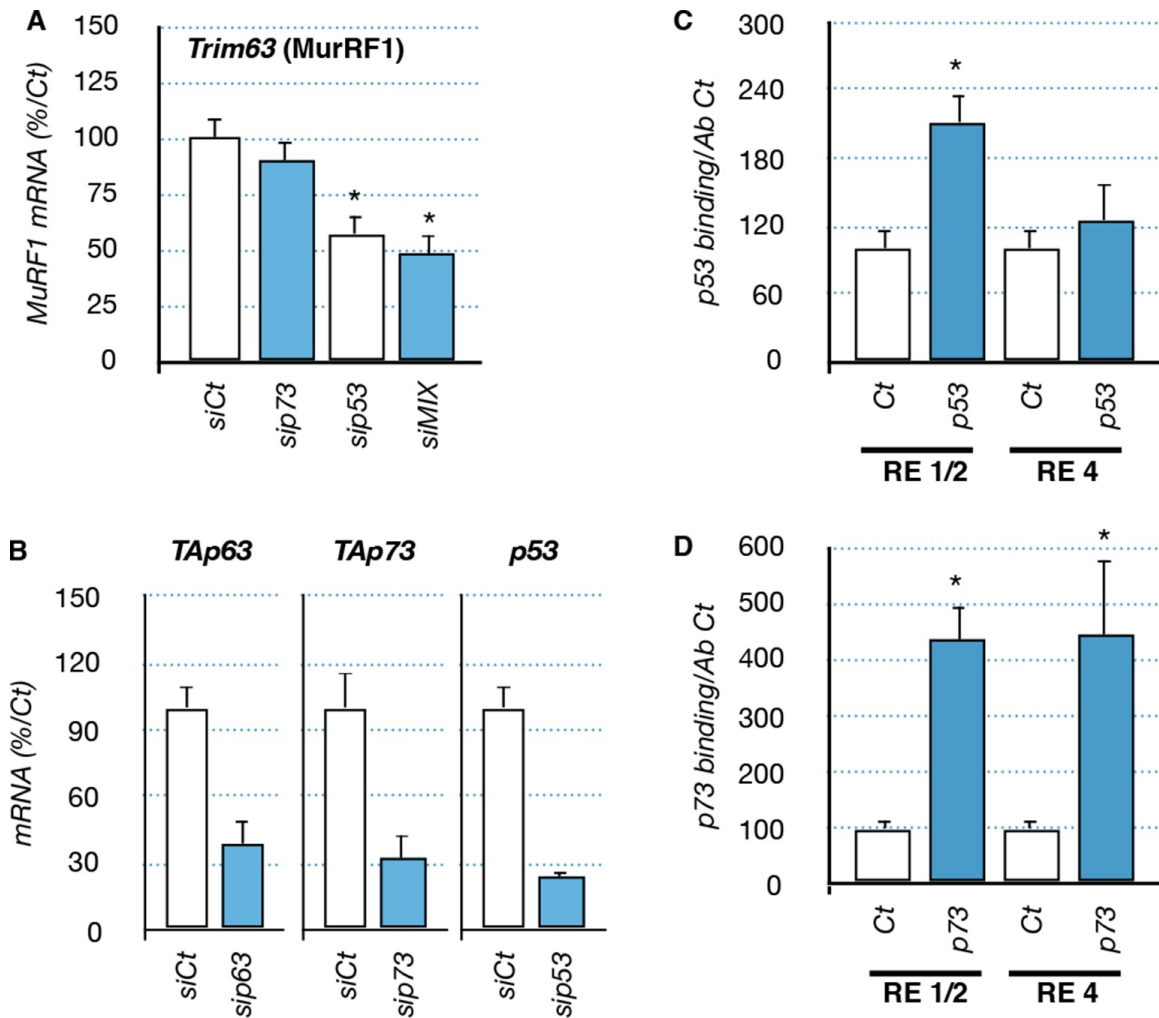 A
Trim63 (MurRF1)
MuRF1 mRNA (%/Ct)
150
125
100
75
50
25
0
*
*
siCt
sip73
sip53
siMIX
C
p53 binding/Ab Ct
300
240
180
120
60
0
*
Ct
p53
Ct
p53
RE 1/2
RE 4
B
TAp63
TAp73
p53
mRNA (%/Ct)
150
120
90
60
30
0
siCt
sip63
siCt
sip73
siCt
sip53
D
p73 binding/Ab Ct
600
500
400
300
200
100
0
*
*
Ct
p73
Ct
p73
RE 1/2
RE 4